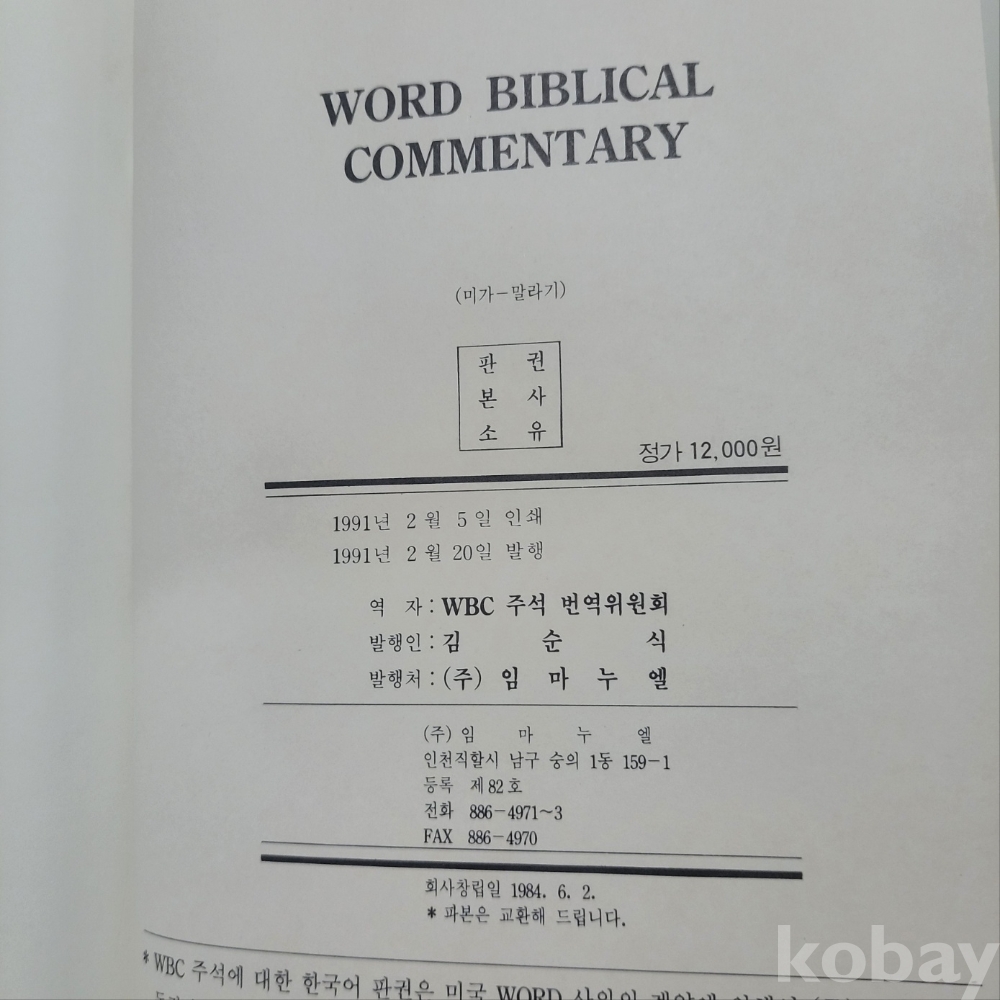 WORD BIBLICAL
COMMENTARY
(미가-말라기)
판 권
본 사
소 유
정가 12,000원
1991년 2월 5일 인쇄
1991년 2월 20일 발행
역 자 : WBC 주석 번역위원회
발행인 : 김 순 식
발행처 : (주) 임 마 누 엘
(주) 임 마 누 엘
인천직할시 남구 숭의 1동 159-1
등록 제82호
전화 886-4971~3
FAX 886-4970
회사창립일 1984. 6. 2.
* 파본은 교환해 드립니다.
* WBC 주석에 대한 한국어 판권은 미국 WORD
kobay